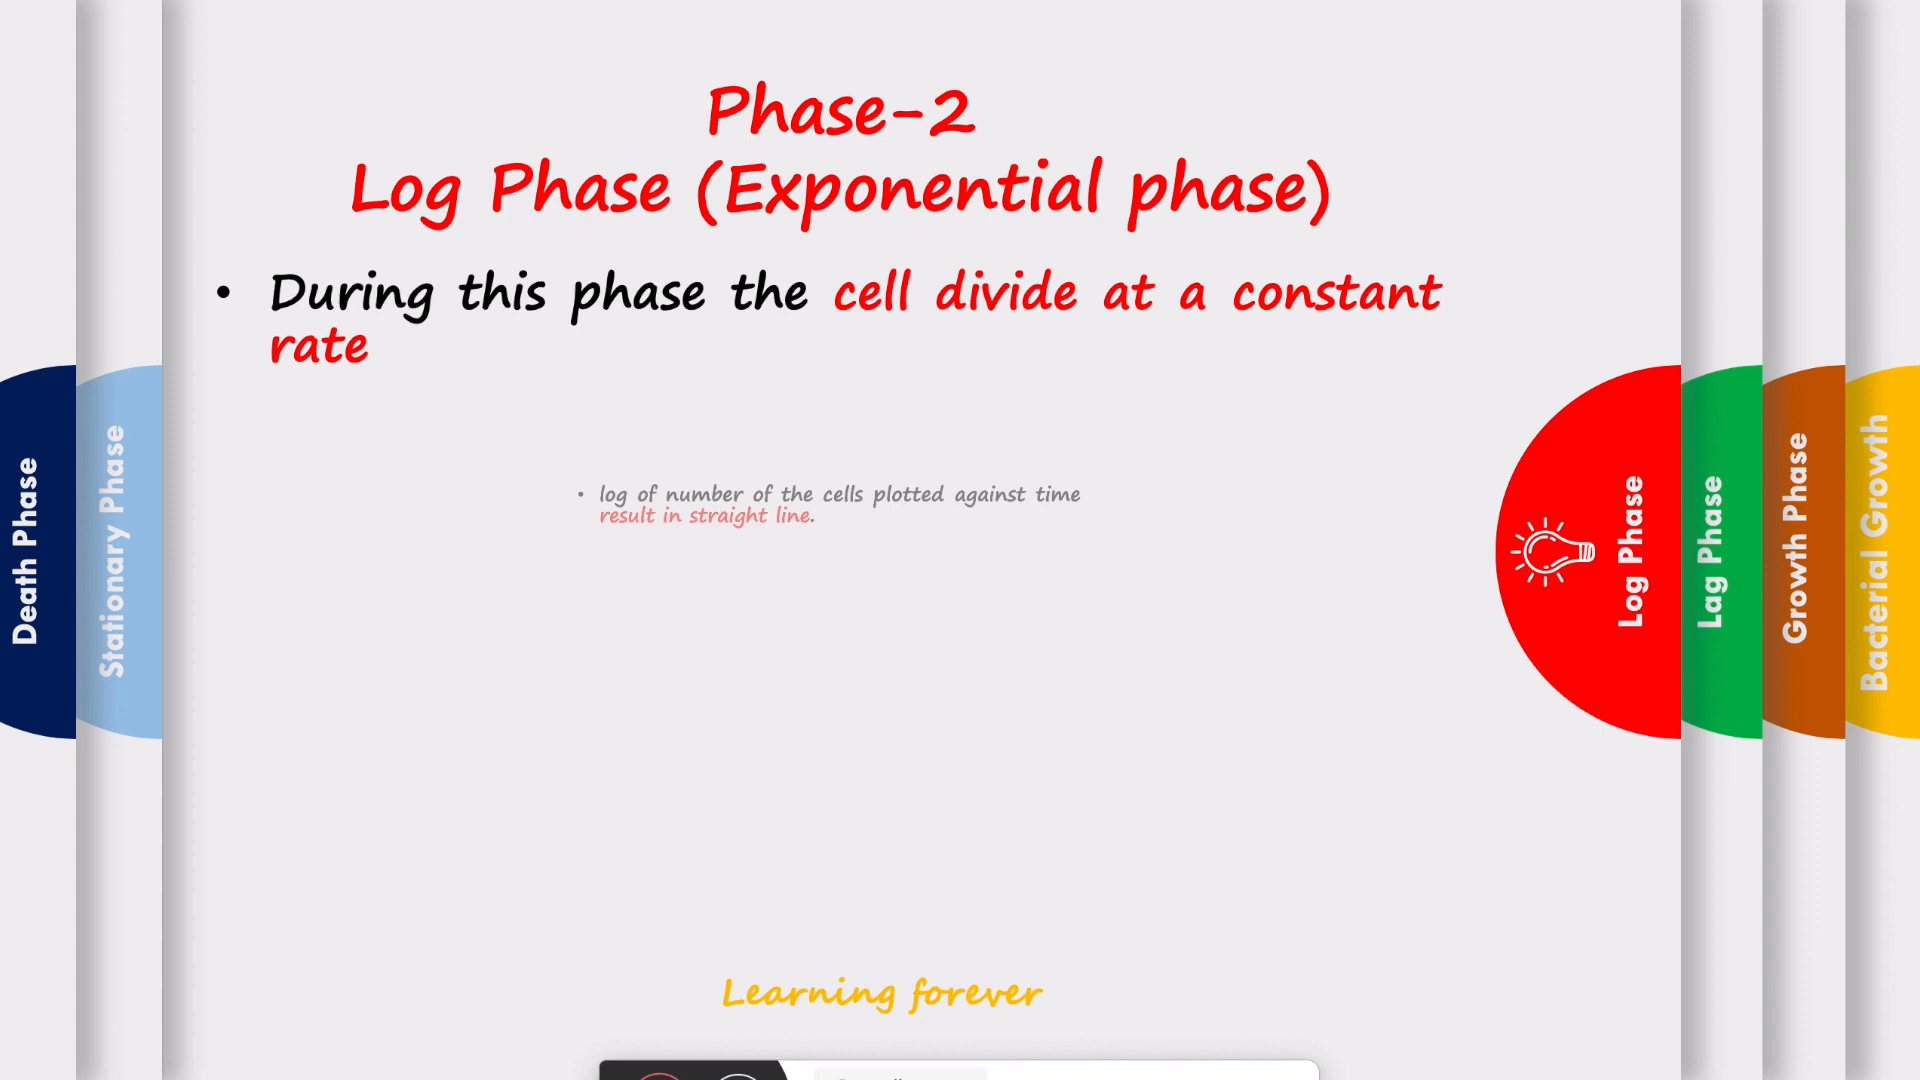 Phase-2
Log Phase (Exponential phase)
• During this phase the cell divide at a constant
rate
• log of number of the cells plotted against time
result in straight line.
Death Phase
Stationary Phase
Log Phase
Lag Phase
Growth Phase
Bacterial Growth
Learning forever